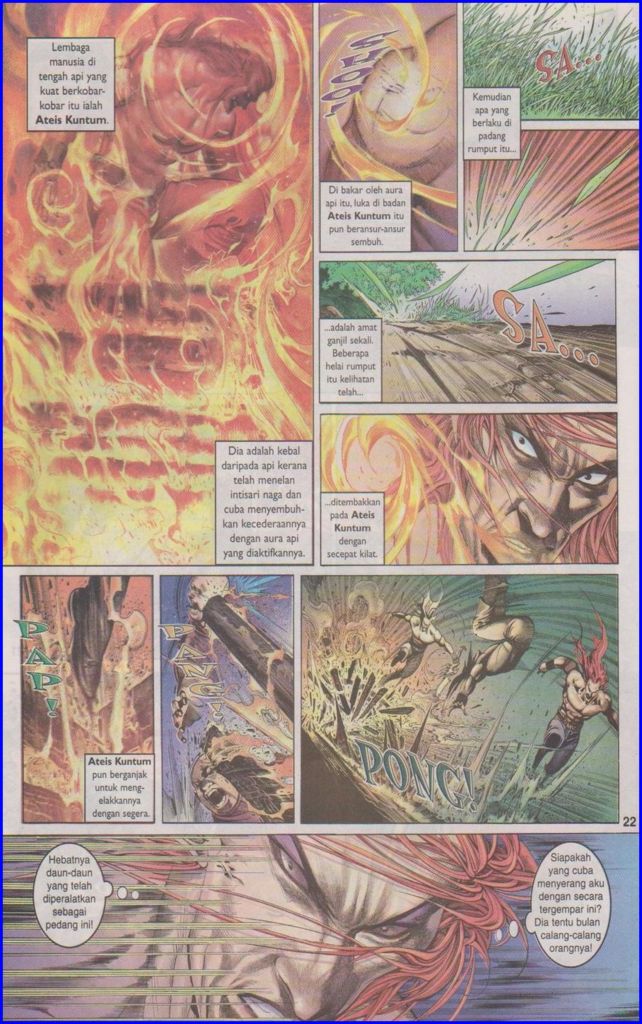 Lembaga
manusia di
tengah api yang
kuat berkobar-
kobar itu ialah
Ateis Kuntum.
CHOO!
Di bakar oleh aura
api itu, luka di badan
Ateis Kuntum itu
pun beransur-ansur
sembuh.
SA...
Kemudian
apa yang
berlaku di
padang
rumput itu...
...adalah amat
ganjil sekali.
Beberapa
helai rumput
itu kelihatan
telah...
SA...
Dia adalah kebal
daripada api kerana
telah menelan
intisari naga dan
cuba menyembuh-
kan kecederaannya
dengan aura api
yang diaktifkannya.
...ditembakkan
pada Ateis
Kuntum
dengan
secepat kilat.
PAP!
Ateis Kuntum
pun berganjak
untuk meng-
elakkannya
dengan segera.
PANG!
PONG!
22
Hebatnya
daun-daun
yang telah
diperalatkan
sebagai
pedang ini!
Siapakah
yang cuba
menyerang aku
dengan secara
tergempar ini?
Dia tentu bulan
calang-calang
orangnya!